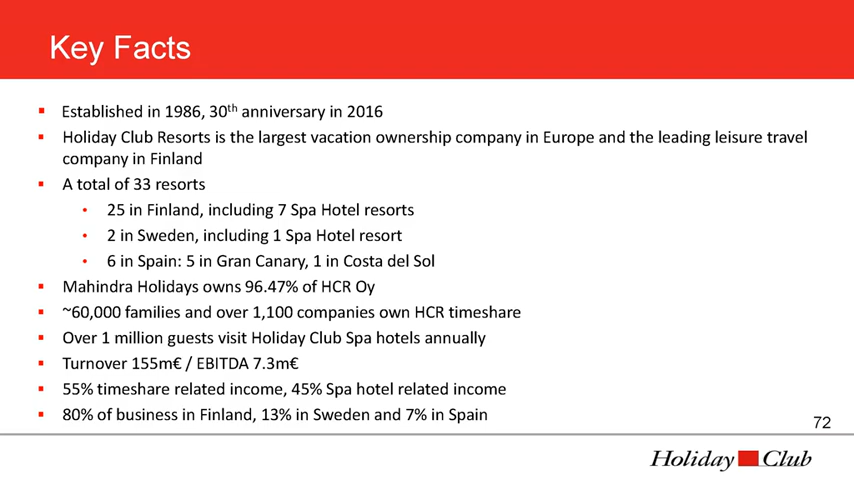 Key Facts
▪ Established in 1986, 30th anniversary in 2016
▪ Holiday Club Resorts is the largest vacation ownership company in Europe and the leading leisure travel
company in Finland
▪ A total of 33 resorts
• 25 in Finland, including 7 Spa Hotel resorts
• 2 in Sweden, including 1 Spa Hotel resort
• 6 in Spain: 5 in Gran Canary, 1 in Costa del Sol
▪ Mahindra Holidays owns 96.47% of HCR Oy
▪ ~60,000 families and over 1,100 companies own HCR timeshare
▪ Over 1 million guests visit Holiday Club Spa hotels annually
▪ Turnover 155m€ / EBITDA 7.3m€
▪ 55% timeshare related income, 45% Spa hotel related income
▪ 80% of business in Finland, 13% in Sweden and 7% in Spain
72
Holiday Club